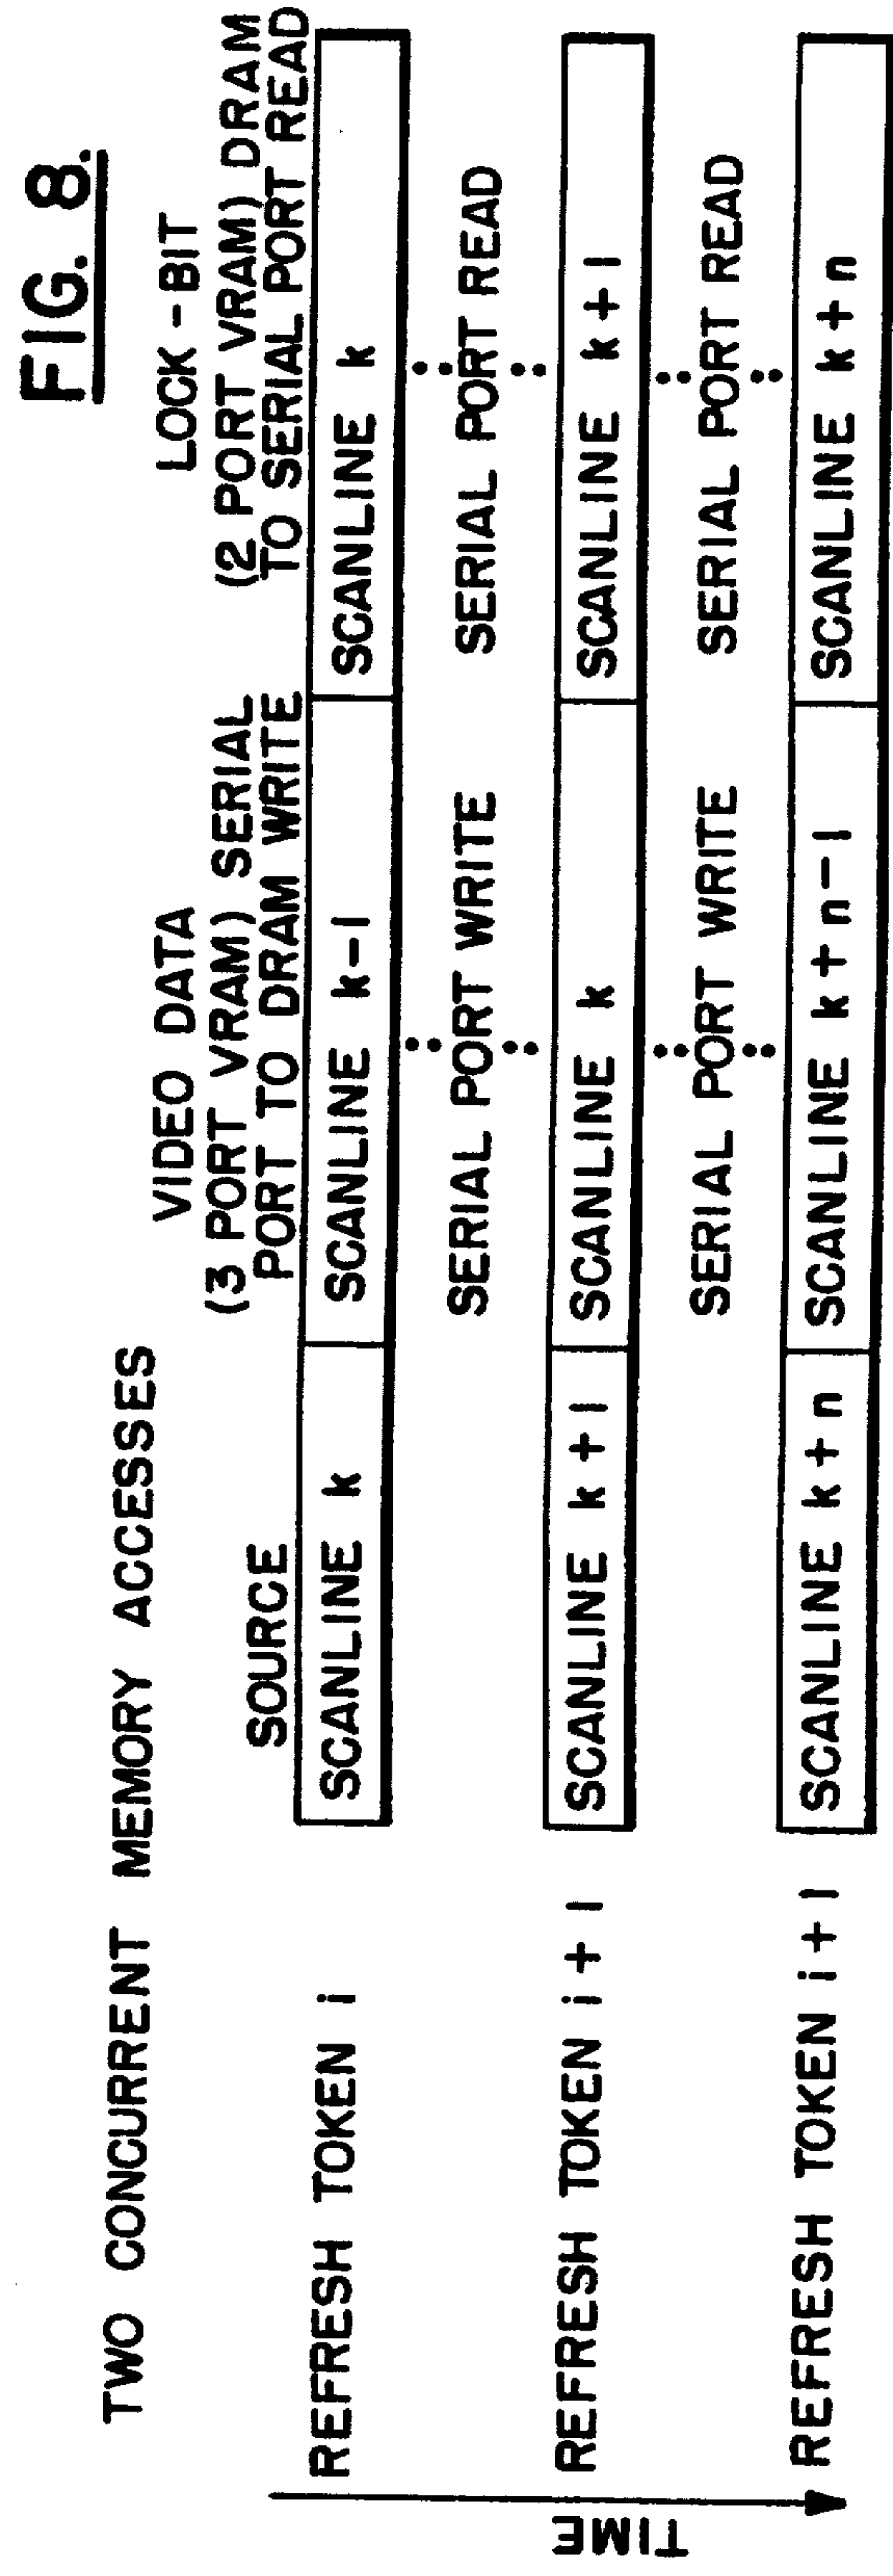 FIG. 8.
TWO CONCURRENT MEMORY ACCESSES
SOURCE
VIDEO DATA
(3 PORT VRAM) SERIAL
PORT TO DRAM WRITE
LOCK-BIT
(2 PORT VRAM) DRAM
TO SERIAL PORT READ
REFRESH TOKEN i
SCANLINE k
SCANLINE k-1
SCANLINE k
SERIAL PORT WRITE
SERIAL PORT READ
REFRESH TOKEN i+1
SCANLINE k+1
SCANLINE k
SCANLINE k+1
SERIAL PORT WRITE
SERIAL PORT READ
REFRESH TOKEN i+1
SCANLINE k+n
SCANLINE k+n-1
SCANLINE k+n
TIME